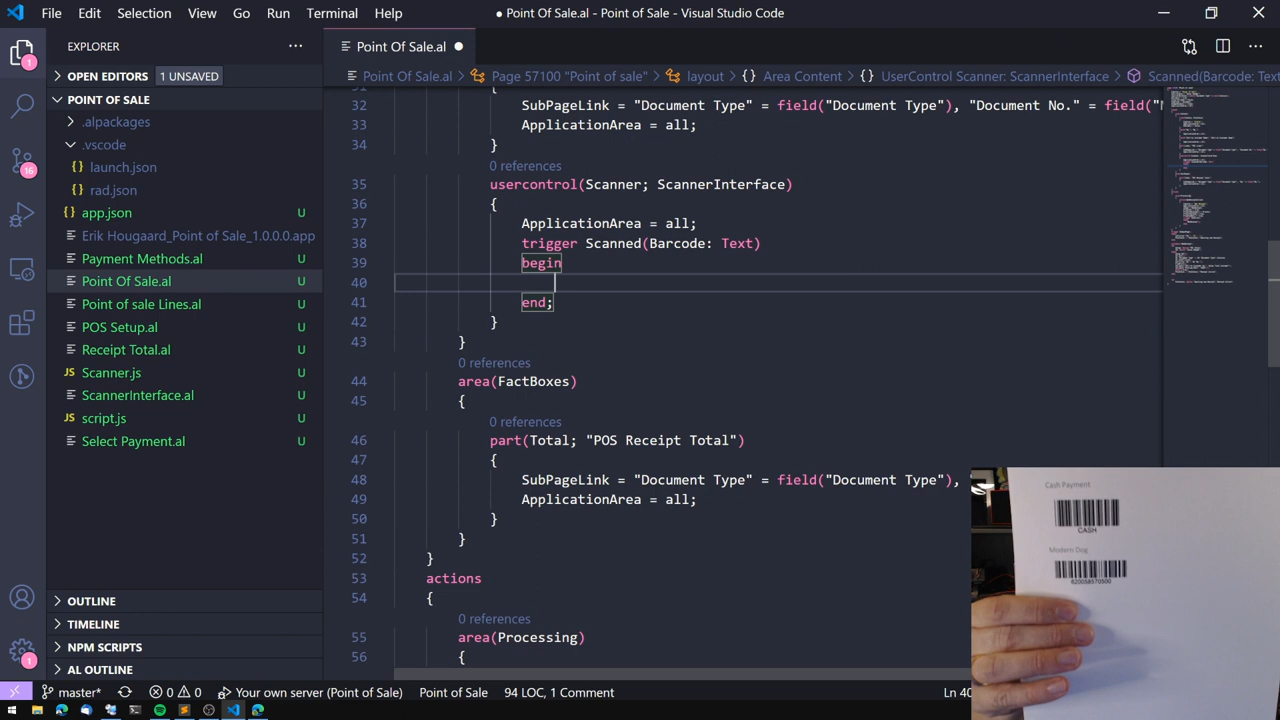 File Edit Selection View Go Run Terminal Help
● Point Of Sale.al - Point of Sale - Visual Studio Code
EXPLORER
Point Of Sale.al
OPEN EDITORS 1 UNSAVED
Point Of Sale.al > Page 57100 "Point of sale" > layout > {} Area Content > {} UserControl Scanner: ScannerInterface > Scanned(Barcode: Text
POINT OF SALE
.alpackages
.vscode
launch.json
rad.json
app.json U
Erik Hougaard_Point of Sale_1.0.0.0.app
Payment Methods.al U
Point Of Sale.al U
Point of sale Lines.al U
POS Setup.al U
Receipt Total.al U
Scanner.js U
ScannerInterface.al U
script.js U
Select Payment.al U
OUTLINE
TIMELINE
NPM SCRIPTS
AL OUTLINE
31 {
32 SubPageLink = "Document Type" = field("Document Type"), "Document No." = field("
33 ApplicationArea = all;
34 }
0 references
35 usercontrol(Scanner; ScannerInterface)
36 {
37 ApplicationArea = all;
38 trigger Scanned(Barcode: Text)
39 begin
40
41 end;
42 }
43 }
0 references
44 area(FactBoxes)
45 {
0 references
46 part(Total; "POS Receipt Total")
47 {
48 SubPageLink = "Document Type" = field("Document Type"),
49 ApplicationArea = all;
50 }
51 }
52 }
53 actions
54 {
0 references
55 area(Processing)
56 {
Cash Payment
CASH
Modern Dog
1
16
1
master* 0 0 Your own server (Point of Sale) Point of Sale 94 LOC, 1 Comment Ln 40